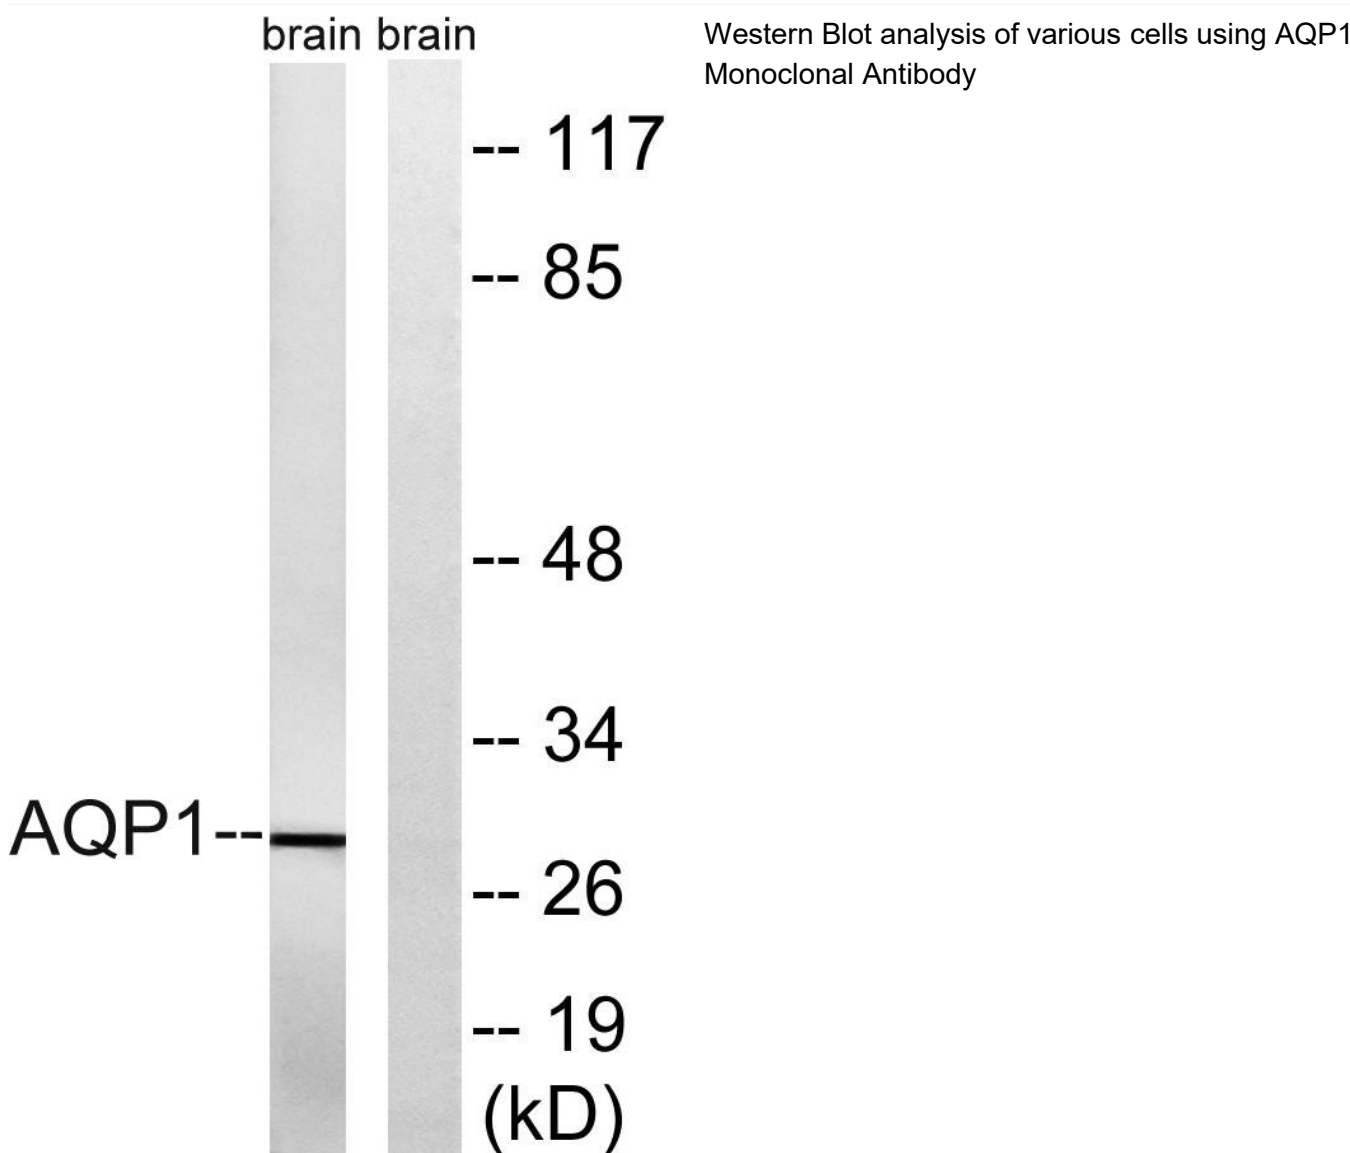 brain brain
Western Blot analysis of various cells using AQP1
Monoclonal Antibody
-- 117
-- 85
-- 48
-- 34
AQP1--
-- 26
-- 19
(kD)